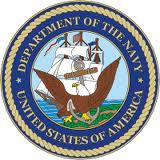 DEPARTMENT OF THE NAVY
UNITED STATES OF AMERICA